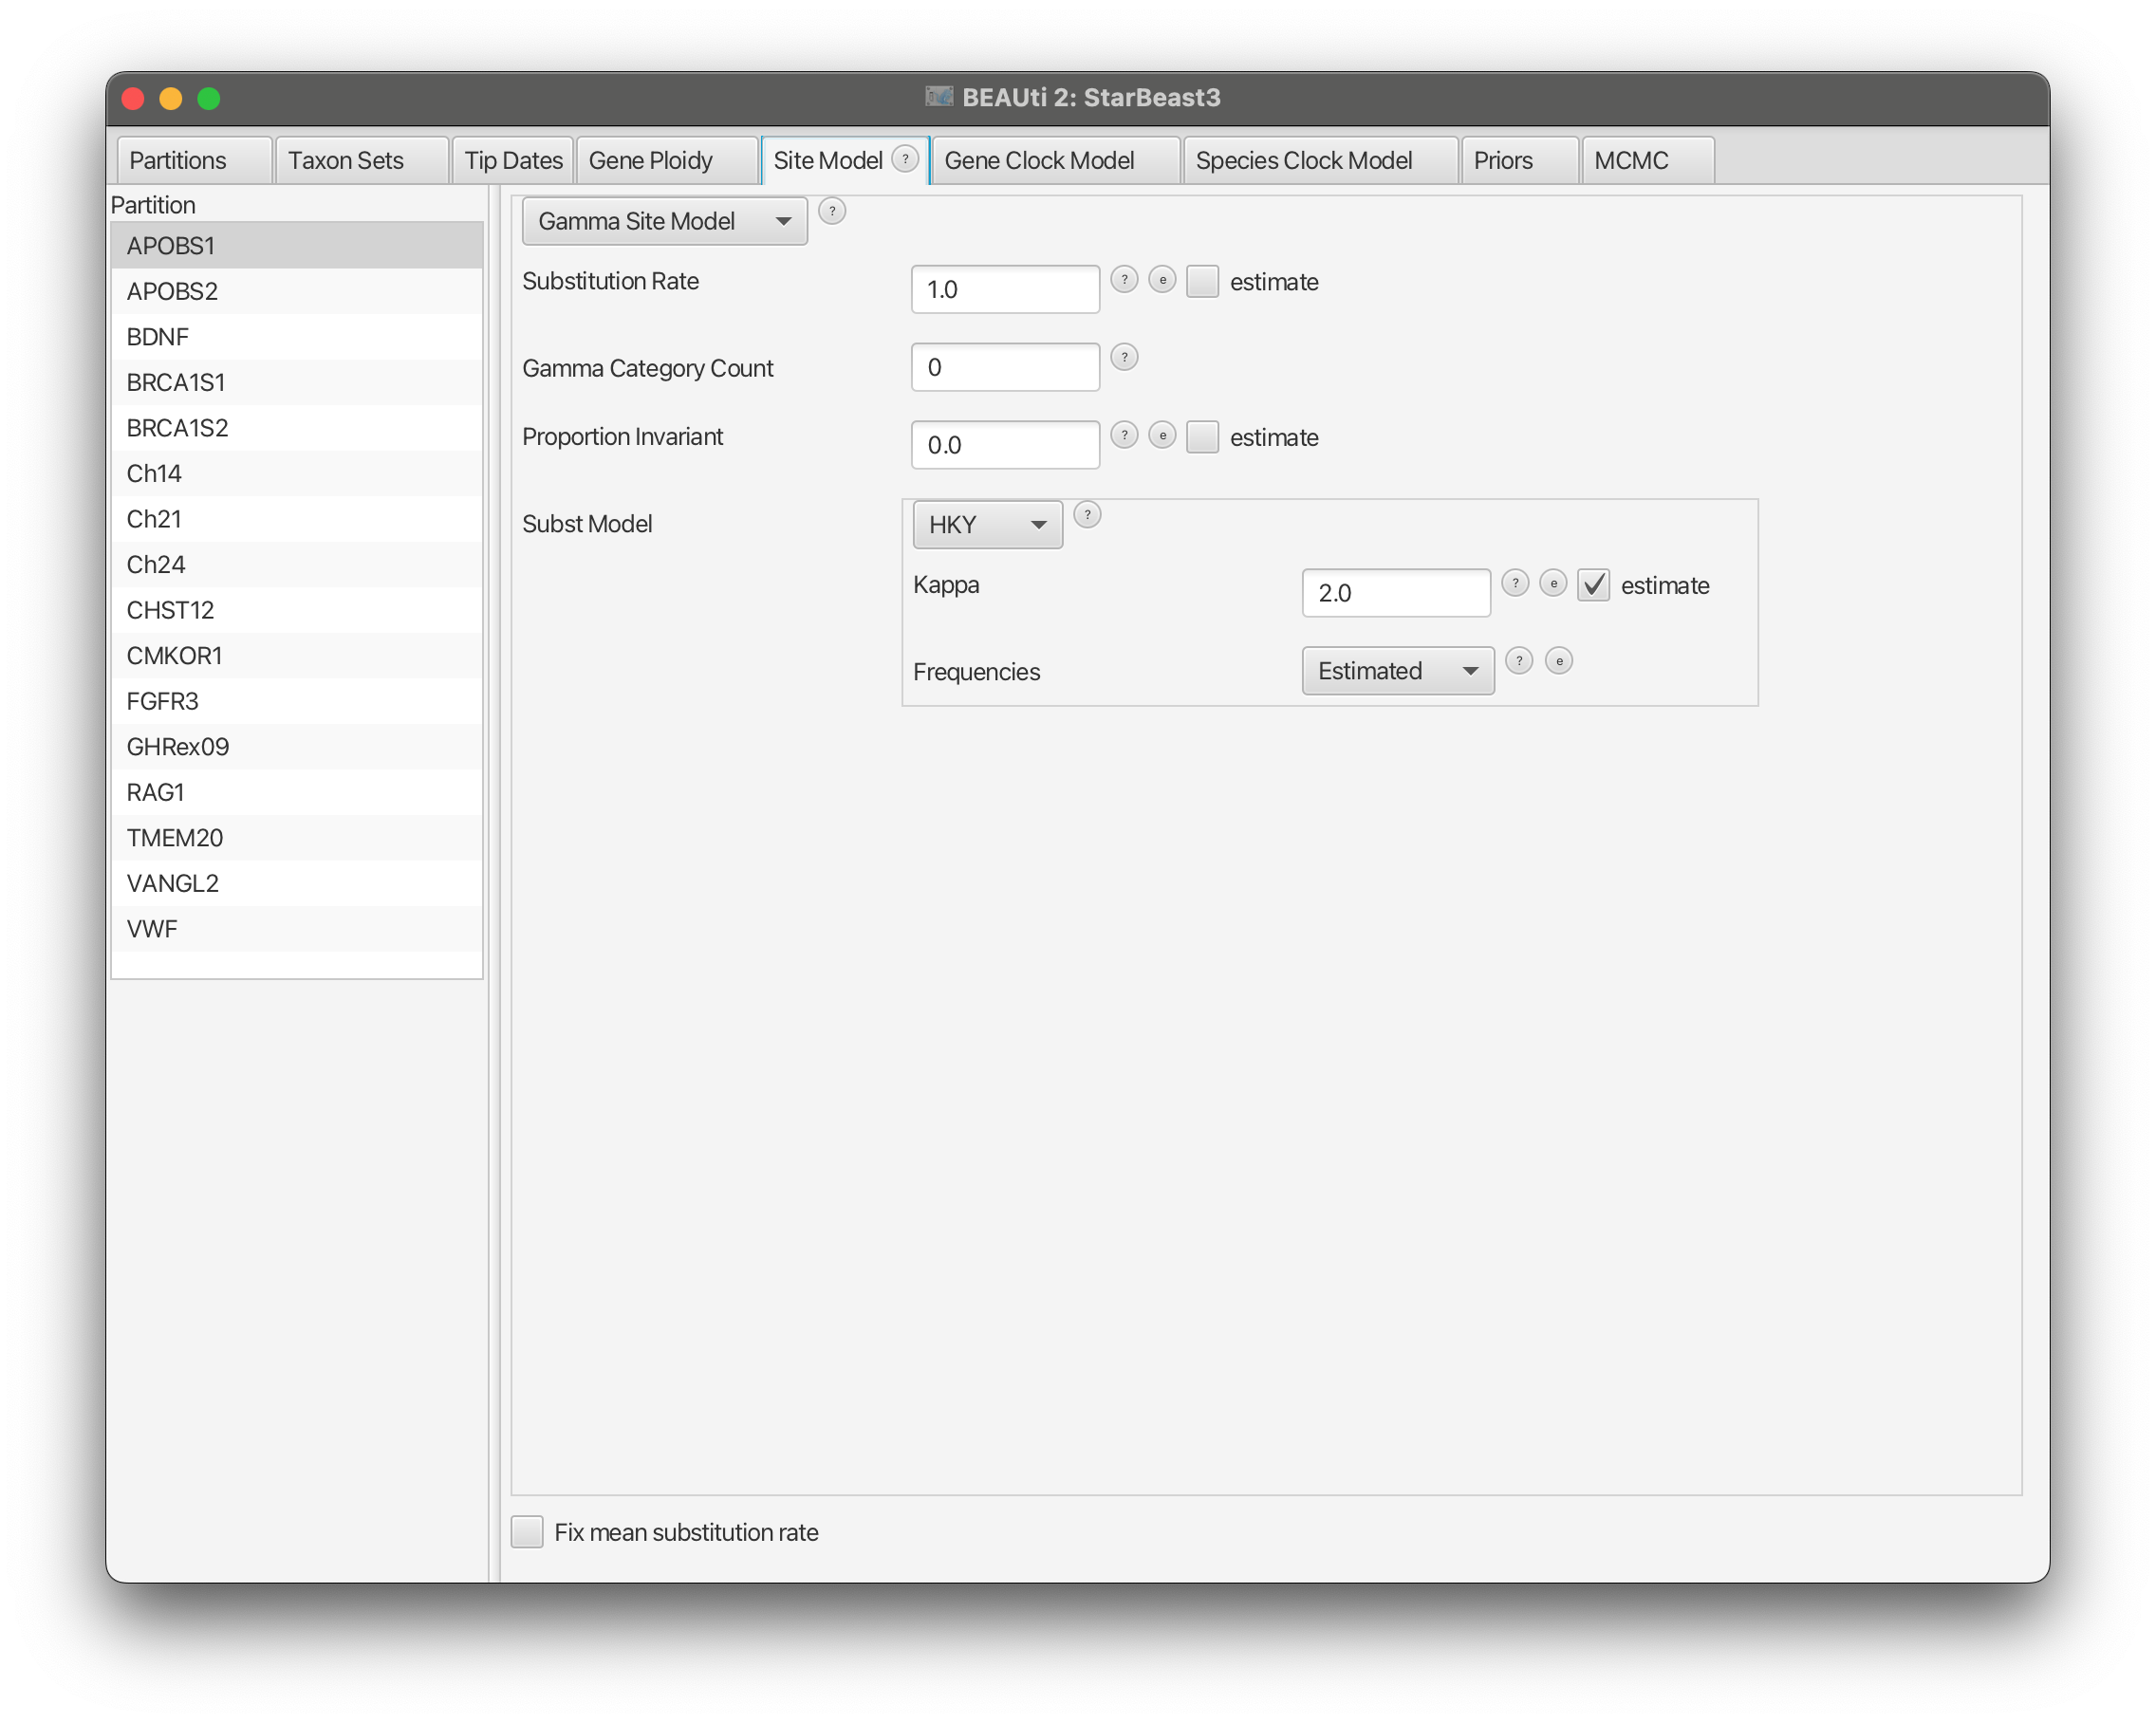 BEAUti 2: StarBeast3
Partitions Taxon Sets Tip Dates Gene Ploidy Site Model ? Gene Clock Model Species Clock Model Priors MCMC
Partition
APOBS1
APOBS2
BDNF
BRCA1S1
BRCA1S2
Ch14
Ch21
Ch24
CHST12
CMKOR1
FGFR3
GHRex09
RAG1
TMEM20
VANGL2
VWF
Gamma Site Model ?
Substitution Rate 1.0 ? e estimate
Gamma Category Count 0 ?
Proportion Invariant 0.0 ? e estimate
Subst Model HKY ?
Kappa 2.0 ? e estimate
Frequencies Estimated ? e
Fix mean substitution rate